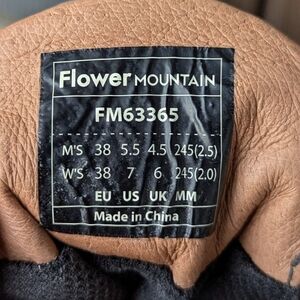 Flower MOUNTAIN
FM63365
M'S 38 5.5 4.5 245(2.5)
W'S 38 7 6 245(2.0)
EU US UK MM
Made in China